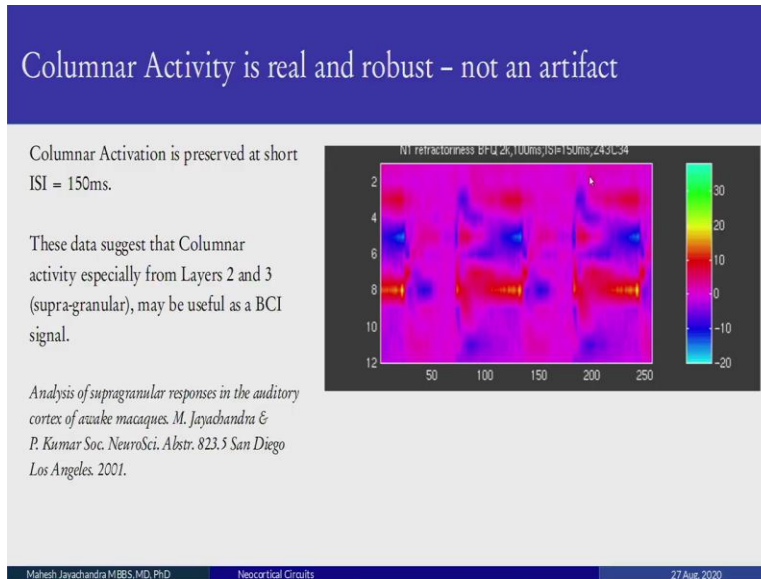 Columnar Activity is real and robust – not an artifact
Columnar Activation is preserved at short
ISI = 150ms.
These data suggest that Columnar
activity especially from Layers 2 and 3
(supra-granular), may be useful as a BCI
signal.
Analysis of supragranular responses in the auditory
cortex of awake macaques. M. Jayachandra &
P. Kumar Soc. NeuroSci. Abstr. 823.5 San Diego
Los Angeles. 2001.
N1 refractoriness BFQ 2k,100ms;ISI=150ms;Z43C34
2
4
6
8
10
12
50 100 150 200 250
30
20
10
0
-10
-20
Mahesh Jayachandra MBBS, MD, PhD Neocortical Circuits 27 Aug, 2020